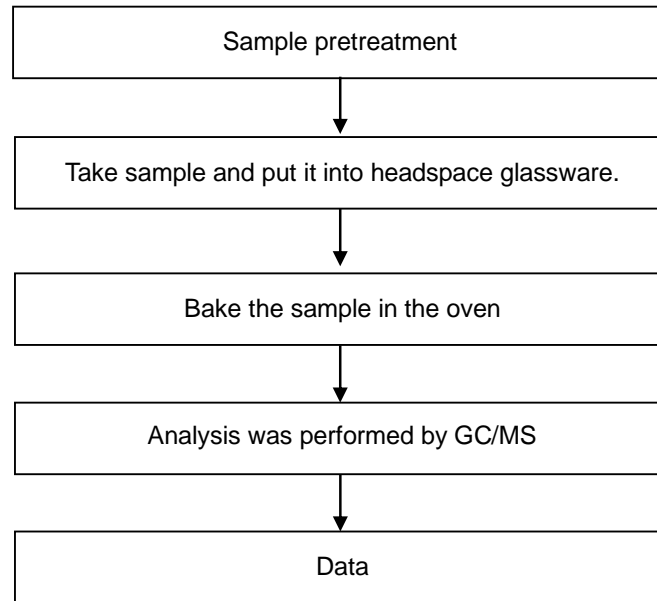 Sample pretreatment
Take sample and put it into headspace glassware.
Bake the sample in the oven
Analysis was performed by GC/MS
Data